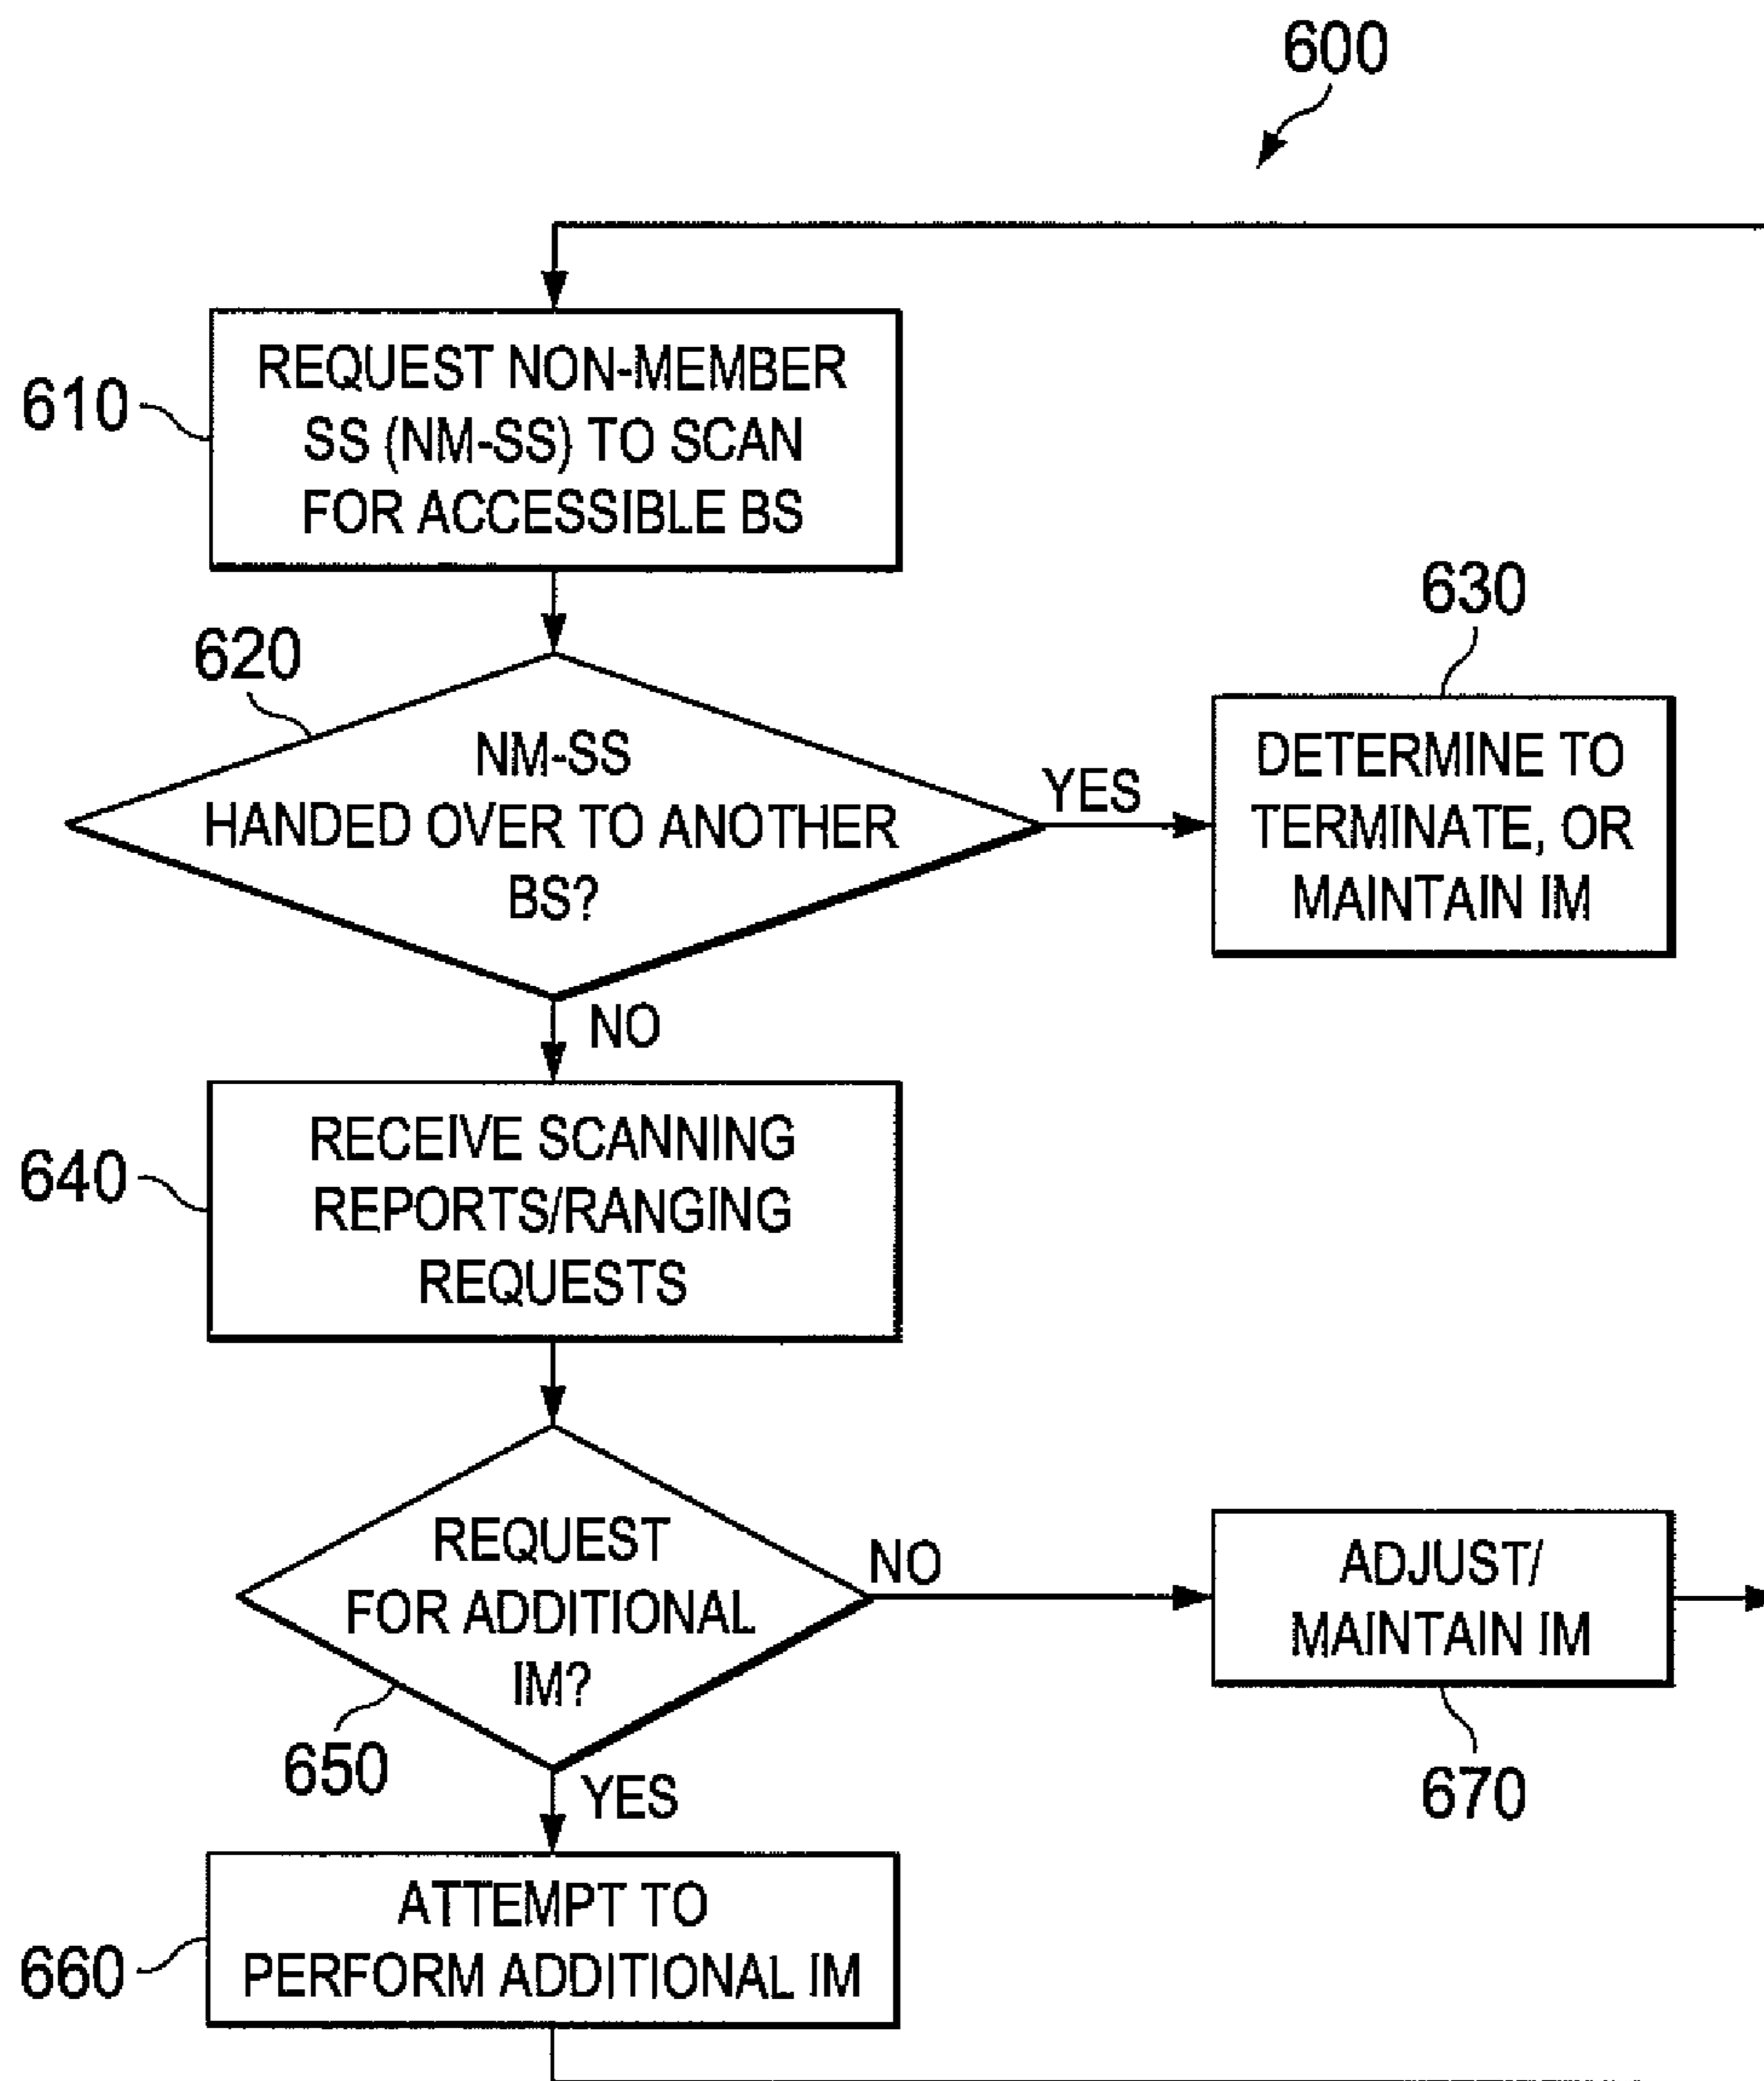 600
REQUEST NON-MEMBER
SS (NM-SS) TO SCAN
FOR ACCESSIBLE BS
610
620
NM-SS
HANDED OVER TO ANOTHER
BS?
YES
630
DETERMINE TO
TERMINATE, OR
MAINTAIN IM
NO
640
RECEIVE SCANNING
REPORTS/RANGING
REQUESTS
REQUEST
FOR ADDITIONAL
IM?
650
NO
ADJUST/
MAINTAIN IM
670
YES
660
ATTEMPT TO
PERFORM ADDITIONAL IM